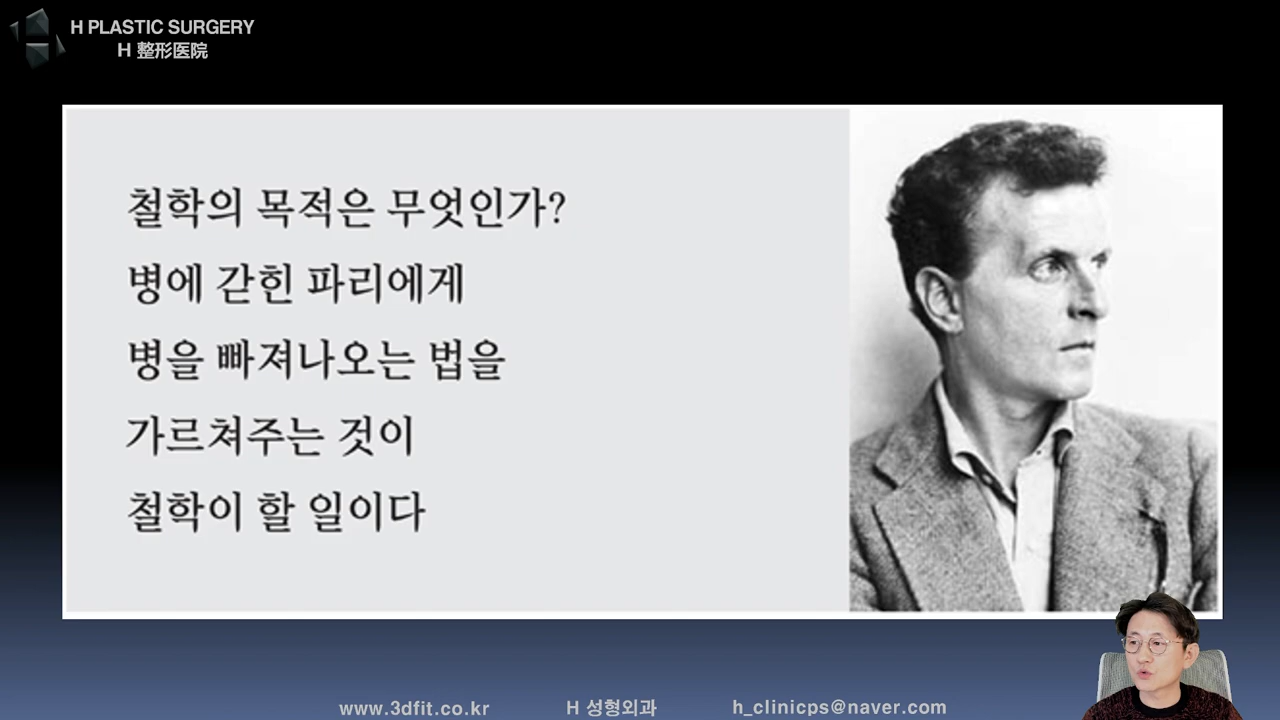 H PLASTIC SURGERY
H 整形医院
철학의 목적은 무엇인가?
병에 갇힌 파리에게
병을 빠져나오는 법을
가르쳐주는 것이
철학이 할 일이다
www.3dfit.co.kr H 성형외과 h_clinicps@naver.com